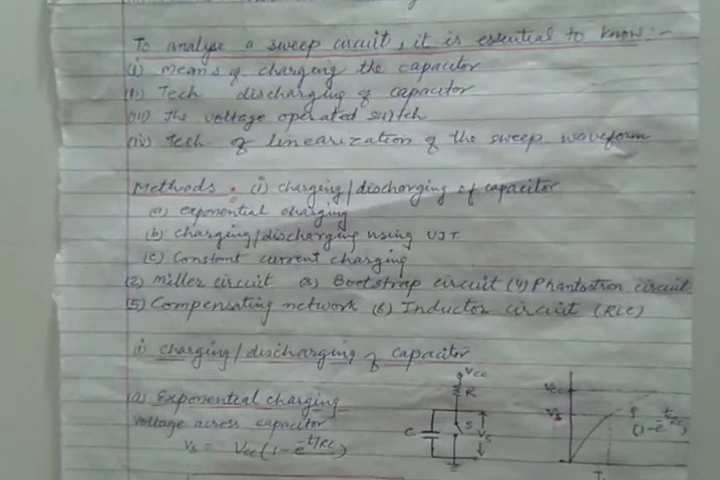 To analyse a sweep circuit, it is essential to know :-
(i) means of charging the capacitor
(ii) Tech discharging of capacitor
(iii) The voltage operated switch
(iv) Tech. of linearization of the sweep waveform
Methods : (i) charging/discharging of capacitor
(a) exponential charging
(b) charging/discharging using UJT
(c) Constant current charging
(2) Miller circuit (3) Bootstrap circuit (4) Phantastron circuit
(5) Compensating network (6) Inductor circuit (RLC)
(i) charging/discharging of capacitor
(a) Exponential charging
voltage across capacitor
Vs = Vcc (1-e^-t/RC)
Vcc
R
C
S
Vs
Vcc
Vs